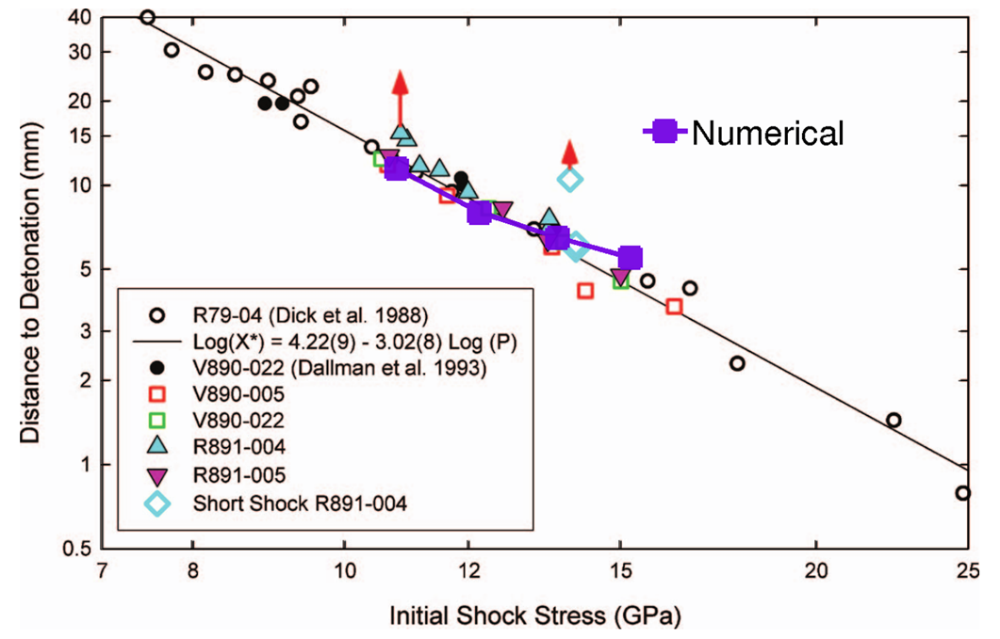 40
30
20
15
10
5
3
2
1
0.5
Distance to Detonation (mm)
Numerical
R79-04 (Dick et al. 1988)
Log(X*) = 4.22(9) - 3.02(8) Log (P)
V890-022 (Dallman et al. 1993)
V890-005
V890-022
R891-004
R891-005
Short Shock R891-004
7 8 10 12 15 20 25
Initial Shock Stress (GPa)